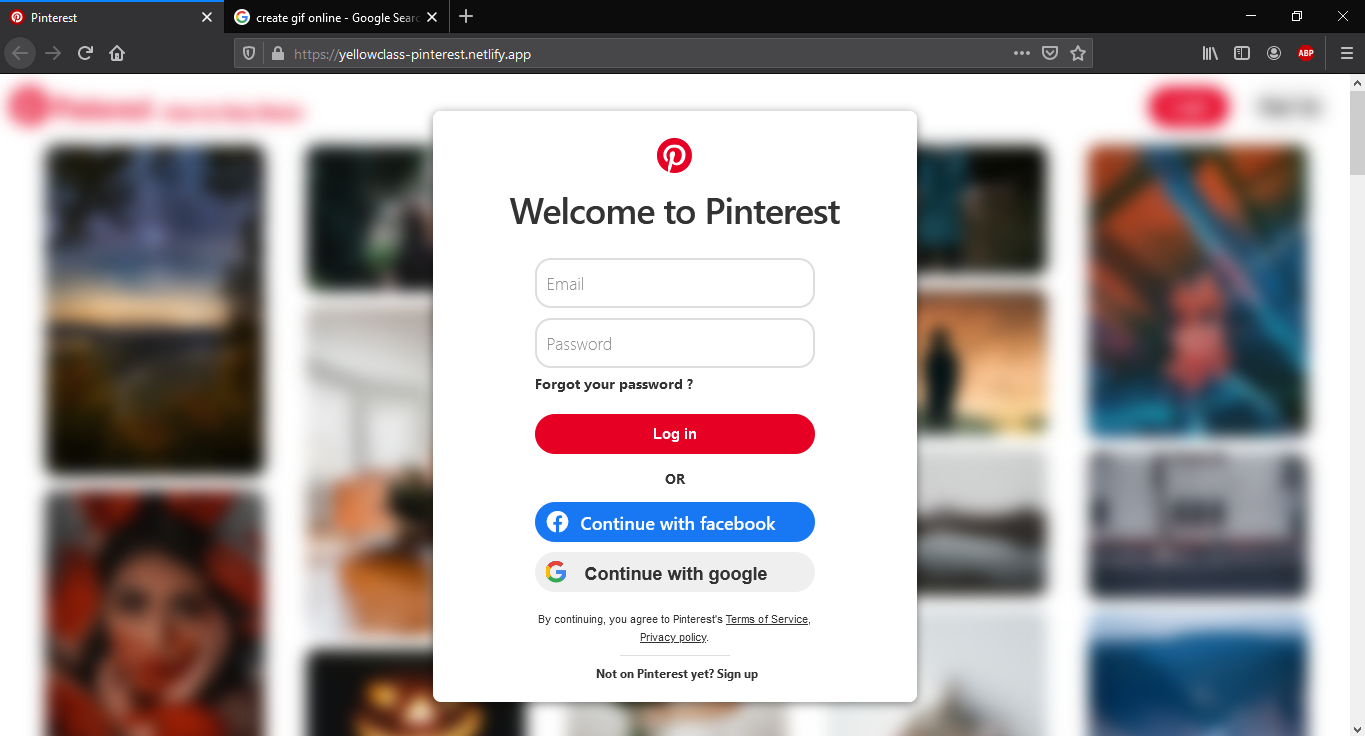 Pinterest
create gif online - Google Sear
https://yellowclass-pinterest.netlify.app
ABP
Welcome to Pinterest
Email
Password
Forgot your password ?
Log in
OR
Continue with facebook
Continue with google
By continuing, you agree to Pinterest's Terms of Service,
Privacy policy.
Not on Pinterest yet? Sign up